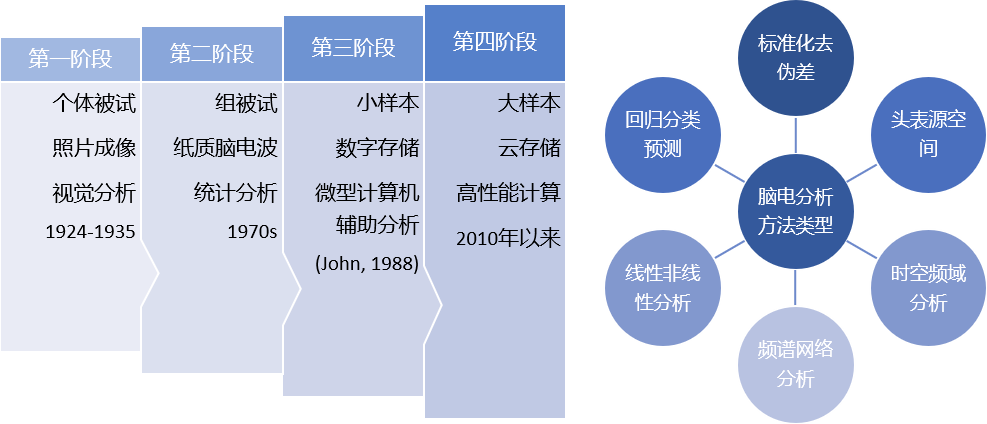 第一阶段
个体被试
照片成像
视觉分析
1924-1935
第二阶段
组被试
纸质脑电波
统计分析
1970s
第三阶段
小样本
数字存储
微型计算机
辅助分析
(John, 1988)
第四阶段
大样本
云存储
高性能计算
2010年以来
标准化去
伪差
头表源空
间
时空频域
分析
频谱网络
分析
线性非线
性分析
回归分类
预测
脑电分析
方法类型